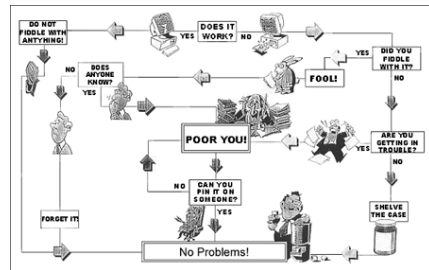 DO NOT
FIDDLE WITH
ANTYHING!
YES
DOES IT
WORK?
NO
DID YOU
FIDDLE
WITH IT?
YES
FOOL!
NO
DOES
ANYONE
KNOW?
NO
YES
POOR YOU!
YES
ARE YOU
GETTING IN
TROUBLE?
NO
NO
CAN YOU
PIN IT ON
SOMEONE?
YES
SHELVE
THE CASE
FORGET IT!
No Problems!